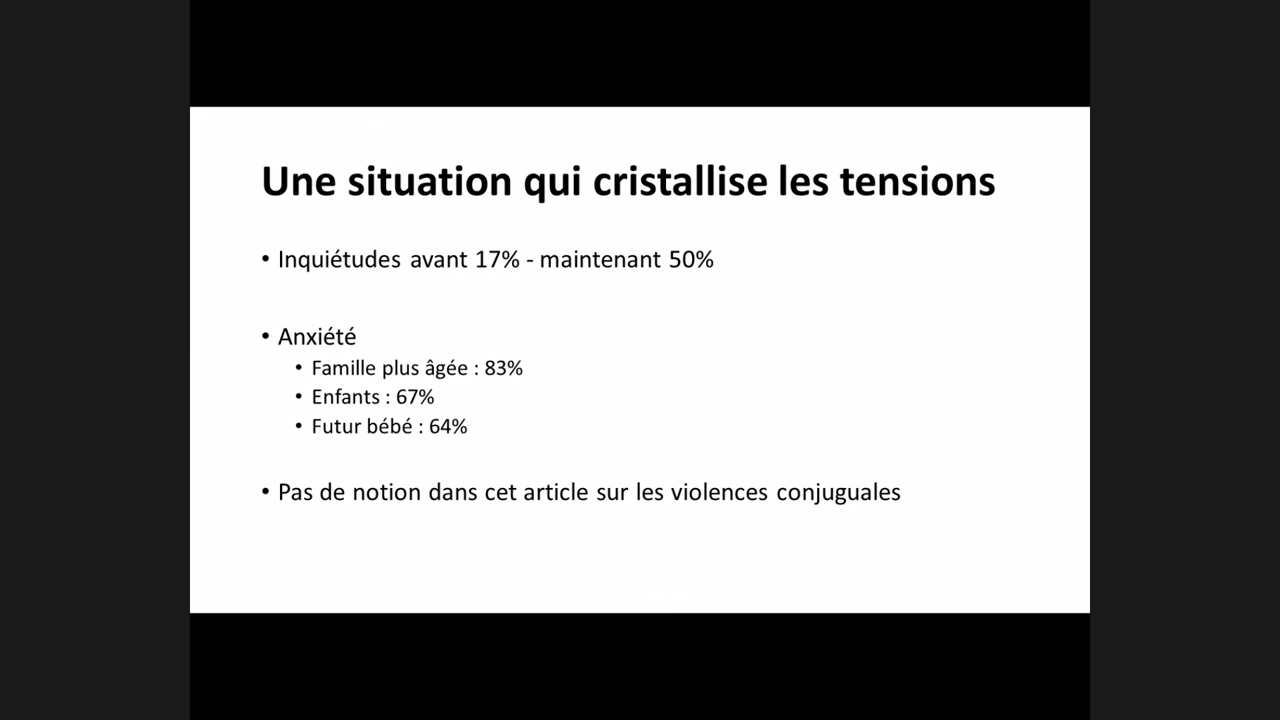 Une situation qui cristallise les tensions
• Inquiétudes avant 17% - maintenant 50%
• Anxiété
• Famille plus âgée : 83%
• Enfants : 67%
• Futur bébé : 64%
• Pas de notion dans cet article sur les violences conjuguales